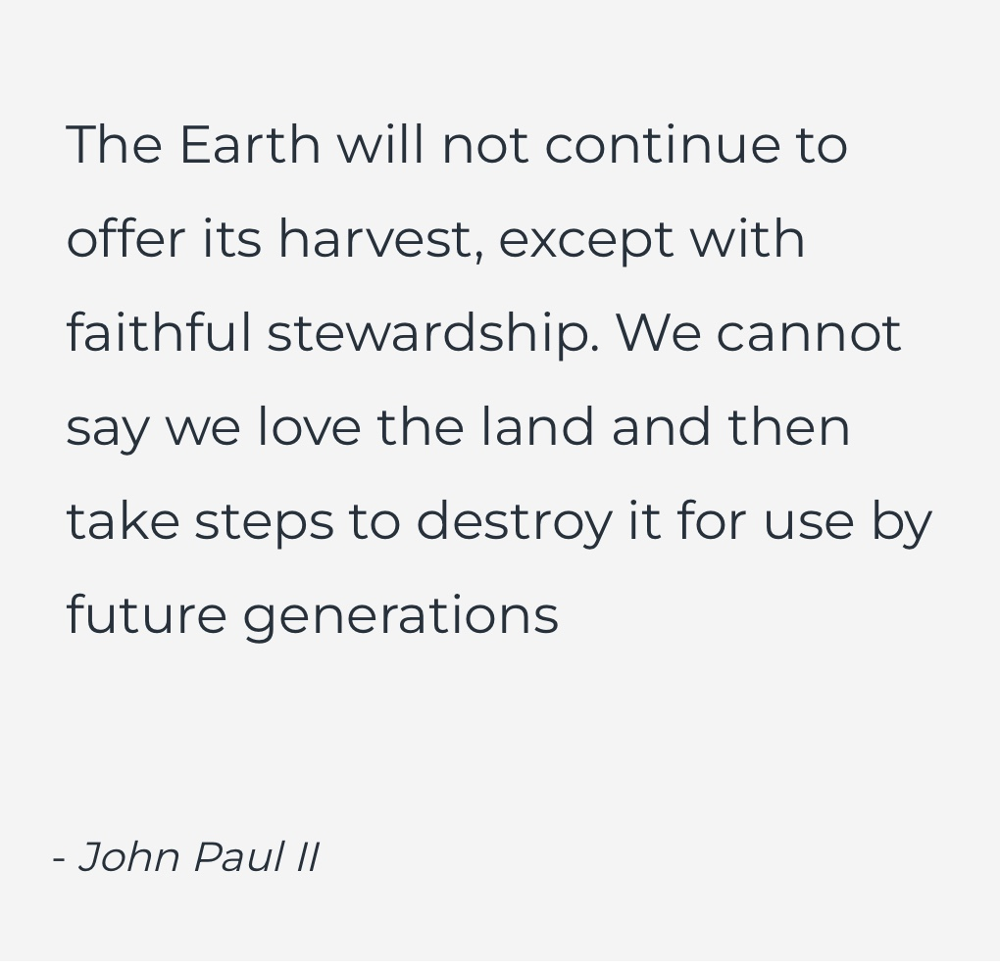 The Earth will not continue to
offer its harvest, except with
faithful stewardship. We cannot
say we love the land and then
take steps to destroy it for use by
future generations
- John Paul II